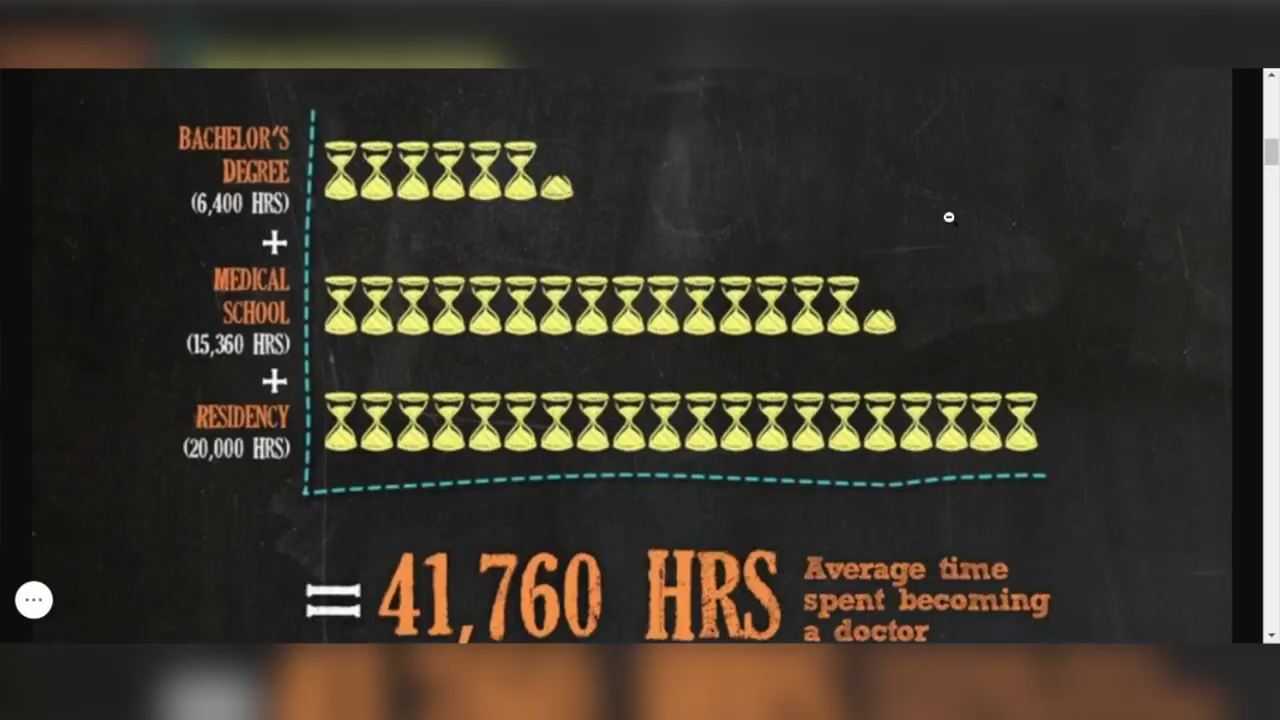 BACHELOR'S
DEGREE
(6,400 HRS)
+
MEDICAL
SCHOOL
(15,360 HRS)
+
RESIDENCY
(20,000 HRS)
= 41,760 HRS
Average time
spent becoming
a doctor